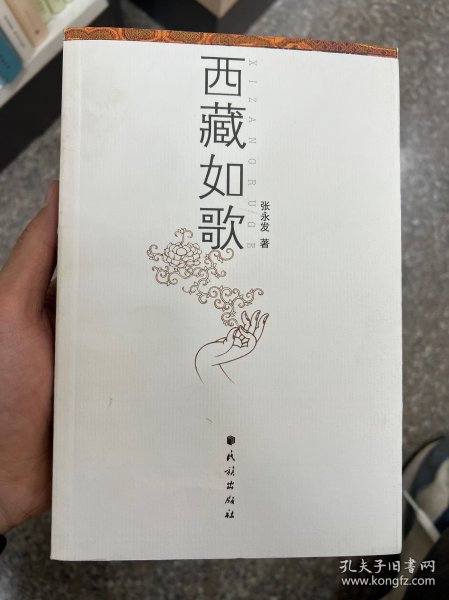 西藏如歌
XIZANGRUGE
张永发 著
民族出版社
孔夫子旧书网
www.kongfz.com